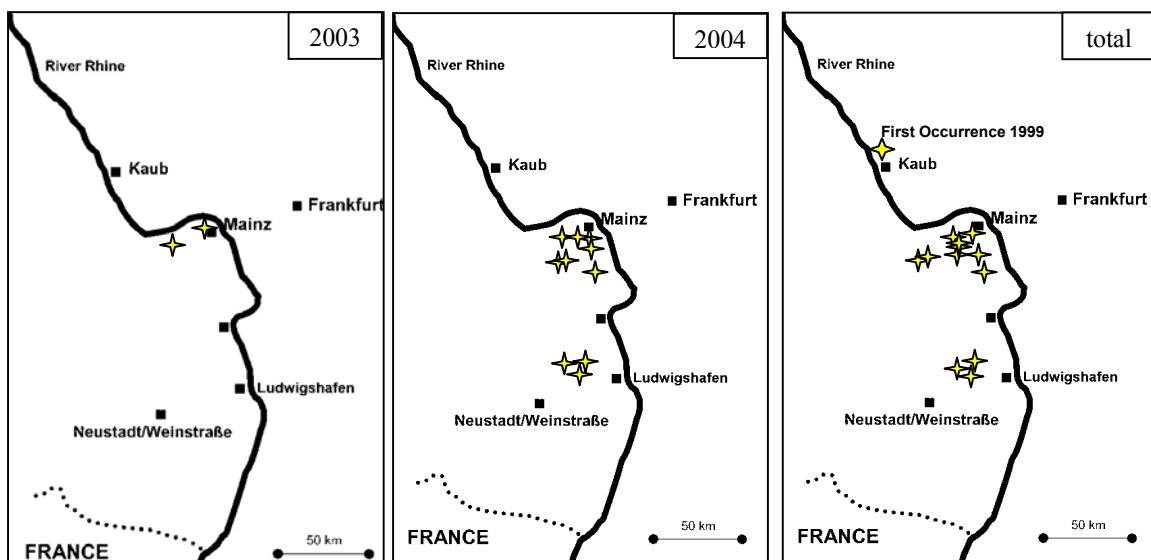 2003
River Rhine
Kaub
Frankfurt
Mainz
Ludwigshafen
Neustadt/Weinstraße
50 km
FRANCE
2004
River Rhine
Kaub
Mainz
Frankfurt
Ludwigshafen
Neustadt/Weinstraße
50 km
FRANCE
total
River Rhine
First Occurrence 1999
Kaub
Frankfurt
Mainz
Ludwigshafen
Neustadt/Weinstraße
50 km
FRANCE